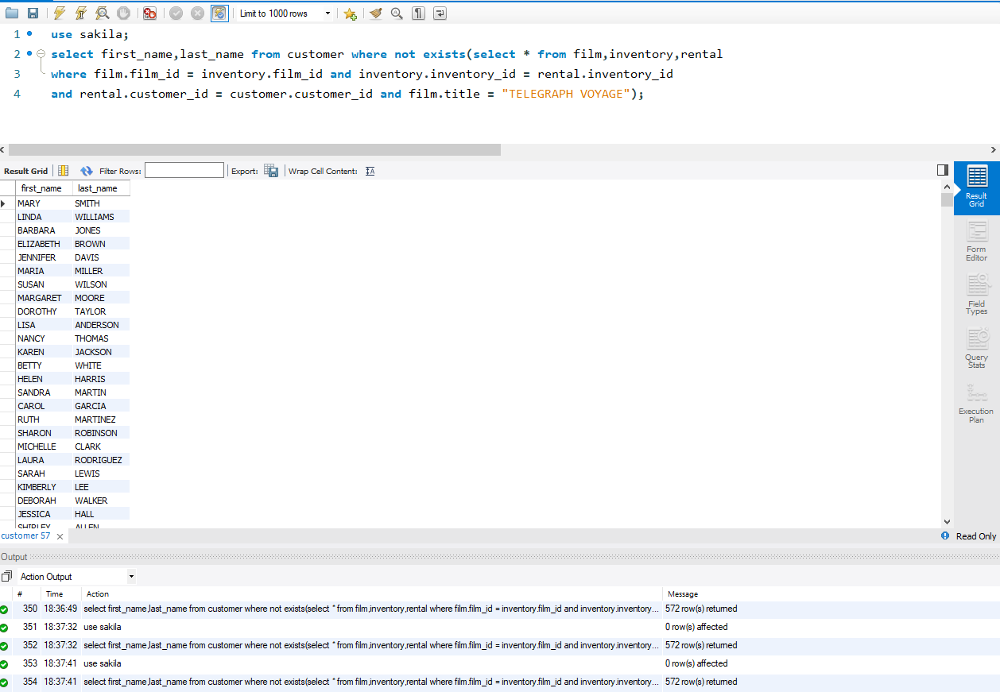 Limit to 1000 rows
1 use sakila;
2 select first_name,last_name from customer where not exists(select * from film,inventory,rental
3 where film.film_id = inventory.film_id and inventory.inventory_id = rental.inventory_id
4 and rental.customer_id = customer.customer_id and film.title = "TELEGRAPH VOYAGE");
Result Grid Filter Rows: Export: Wrap Cell Content:
first_name last_name
MARY SMITH
LINDA WILLIAMS
BARBARA JONES
ELIZABETH BROWN
JENNIFER DAVIS
MARIA MILLER
SUSAN WILSON
MARGARET MOORE
DOROTHY TAYLOR
LISA ANDERSON
NANCY THOMAS
KAREN JACKSON
BETTY WHITE
HELEN HARRIS
SANDRA MARTIN
CAROL GARCIA
RUTH MARTINEZ
SHARON ROBINSON
MICHELLE CLARK
LAURA RODRIGUEZ
SARAH LEWIS
KIMBERLY LEE
DEBORAH WALKER
JESSICA HALL
SHIRLEY ALLEN
Result
Grid
Form
Editor
Field
Types
Query
Stats
Execution
Plan
customer 57 Read Only
Output
Action Output
# Time Action Message
350 18:36:49 select first_name,last_name from customer where not exists(select * from film,inventory,rental where film.film_id = inventory.film_id and inventory.inventory... 572 row(s) returned
351 18:37:32 use sakila 0 row(s) affected
352 18:37:32 select first_name,last_name from customer where not exists(select * from film,inventory,rental where film.film_id = inventory.film_id and inventory.inventory... 572 row(s) returned
353 18:37:41 use sakila 0 row(s) affected
354 18:37:41 select first_name,last_name from customer where not exists(select * from film,inventory,rental where film.film_id = inventory.film_id and inventory.inventory... 572 row(s) returned